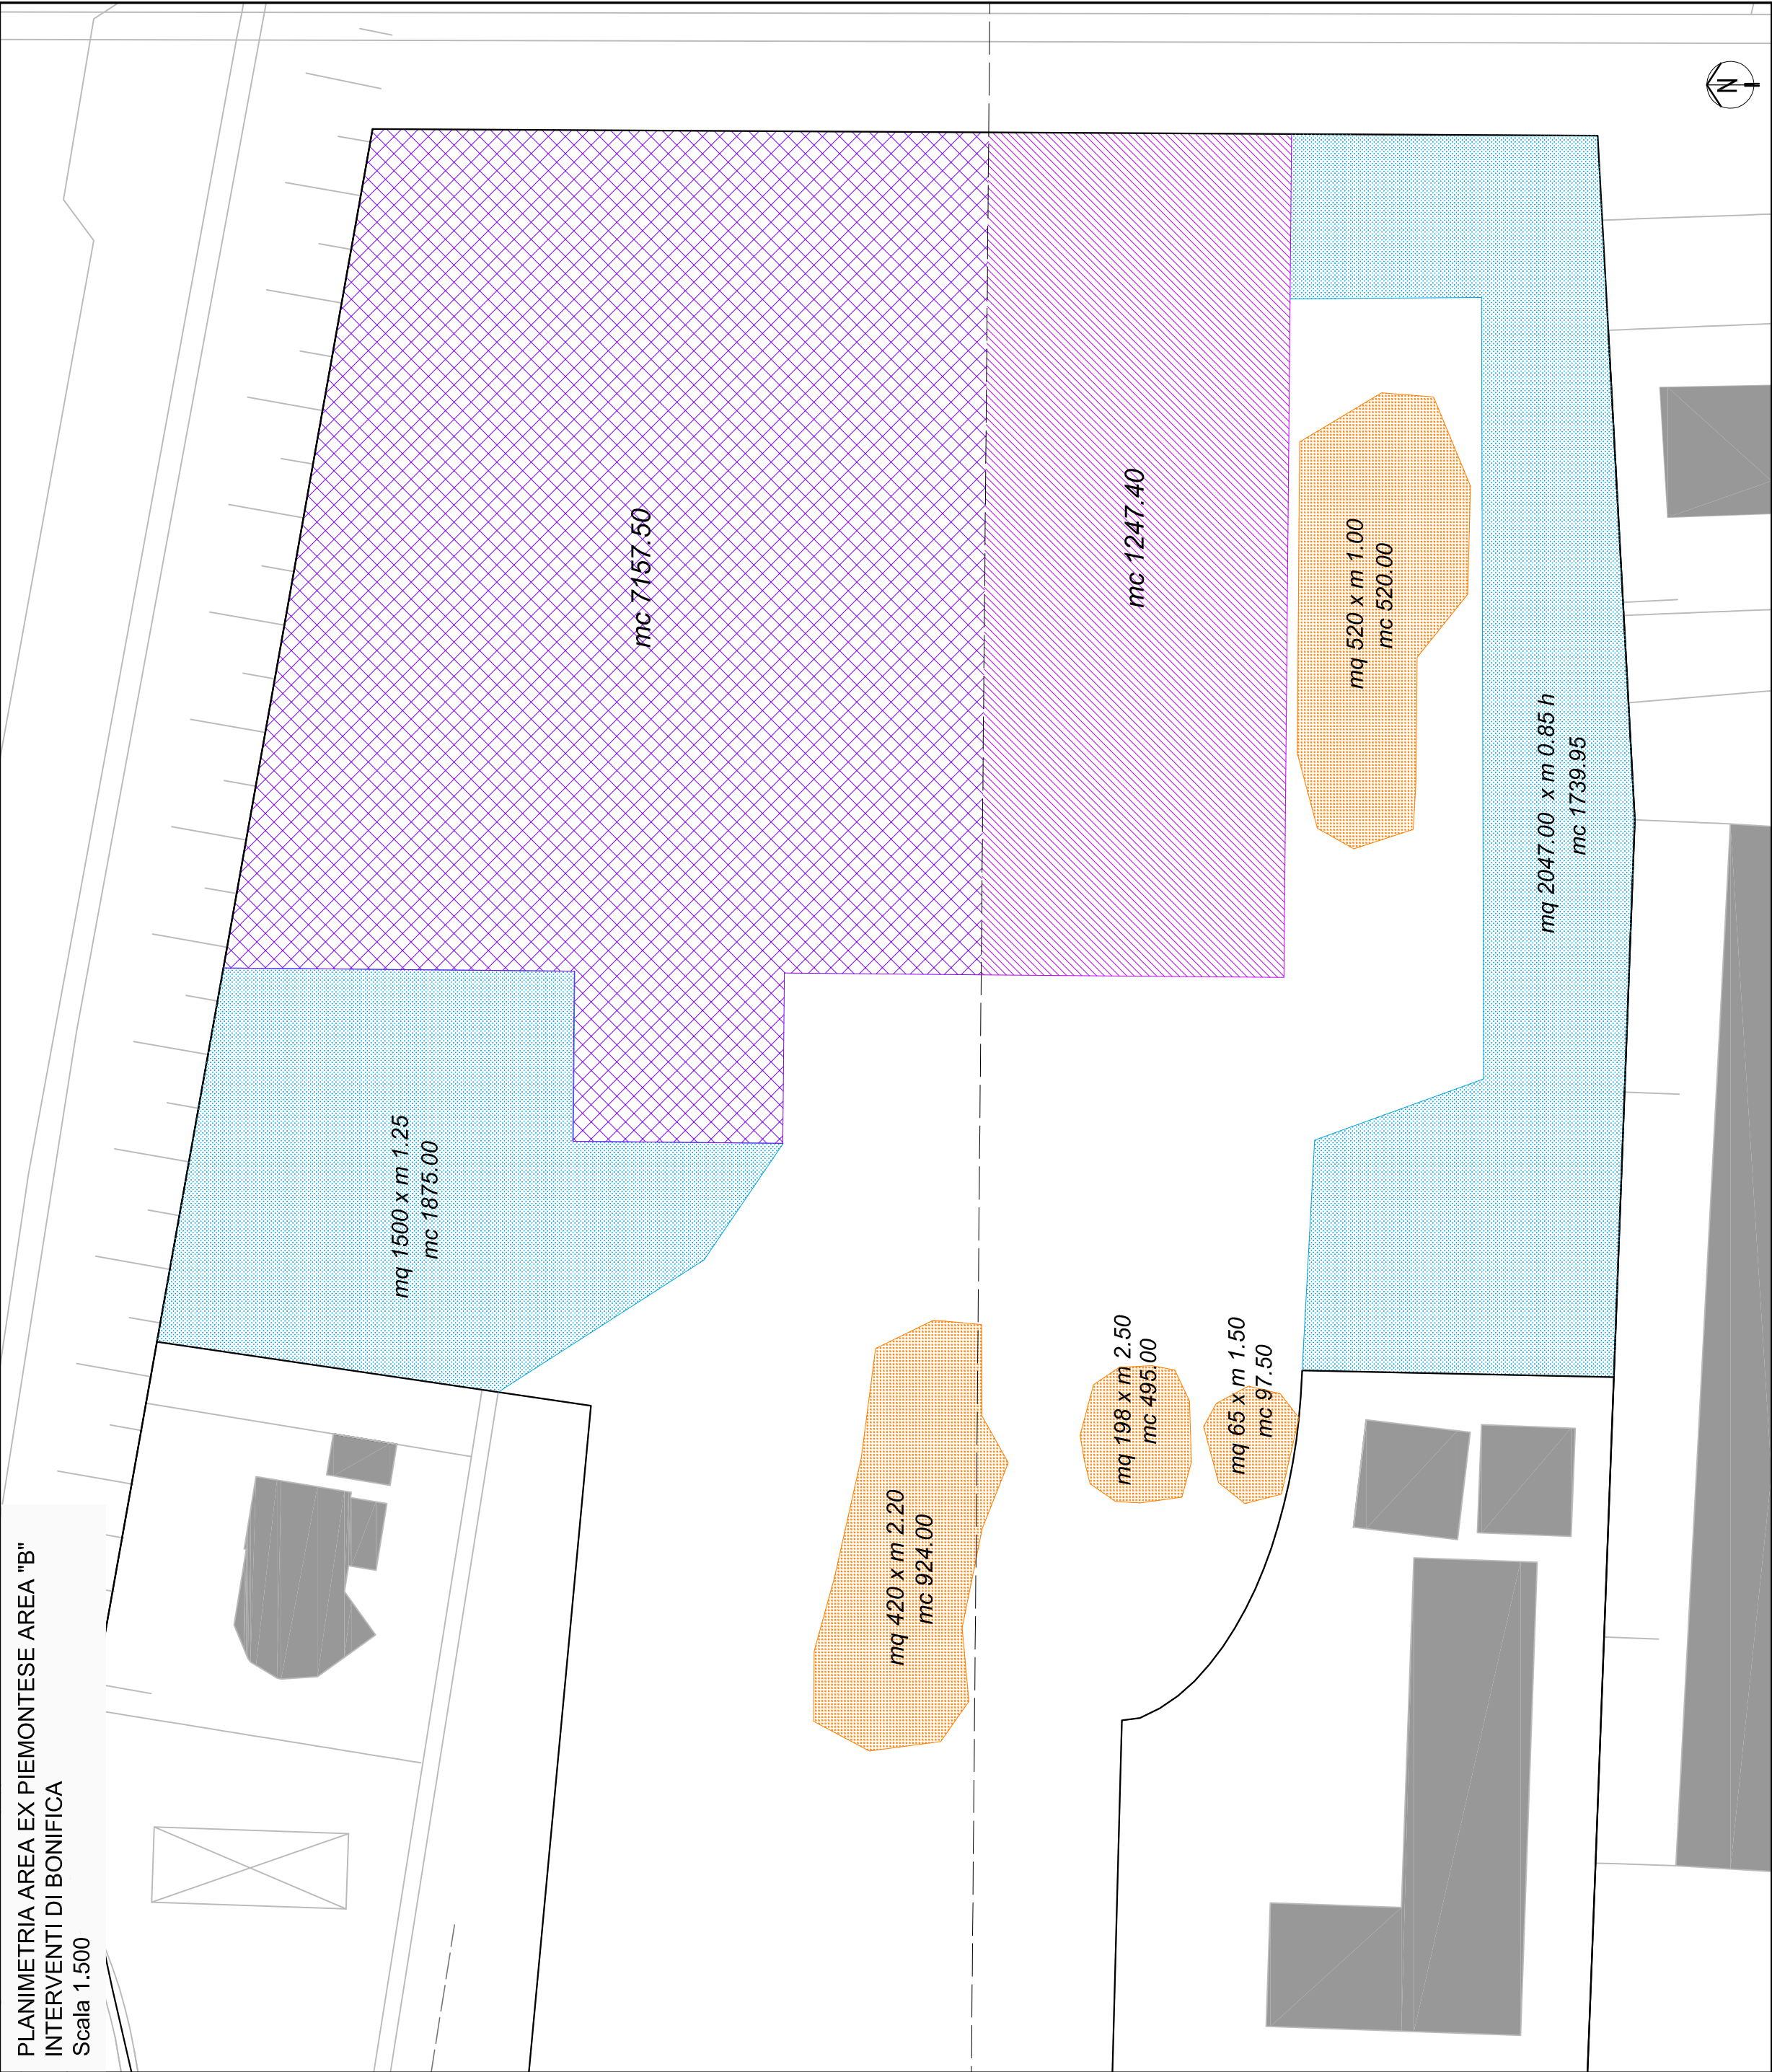 PLANIMETRIA AREA EX PIEMONTESE AREA "B"
INTERVENTI DI BONIFICA
Scala 1.500
mq 1500 x m 1.25
mc 1875.00
mc 7157.50
mq 420 x m 2.20
mc 924.00
mc 1247.40
mq 198 x m 2.50
mc 495.00
mq 65 x m 1.50
mc 97.50
mq 520 x m 1.00
mc 520.00
mq 2047.00 x m 0.85 h
mc 1739.95
N